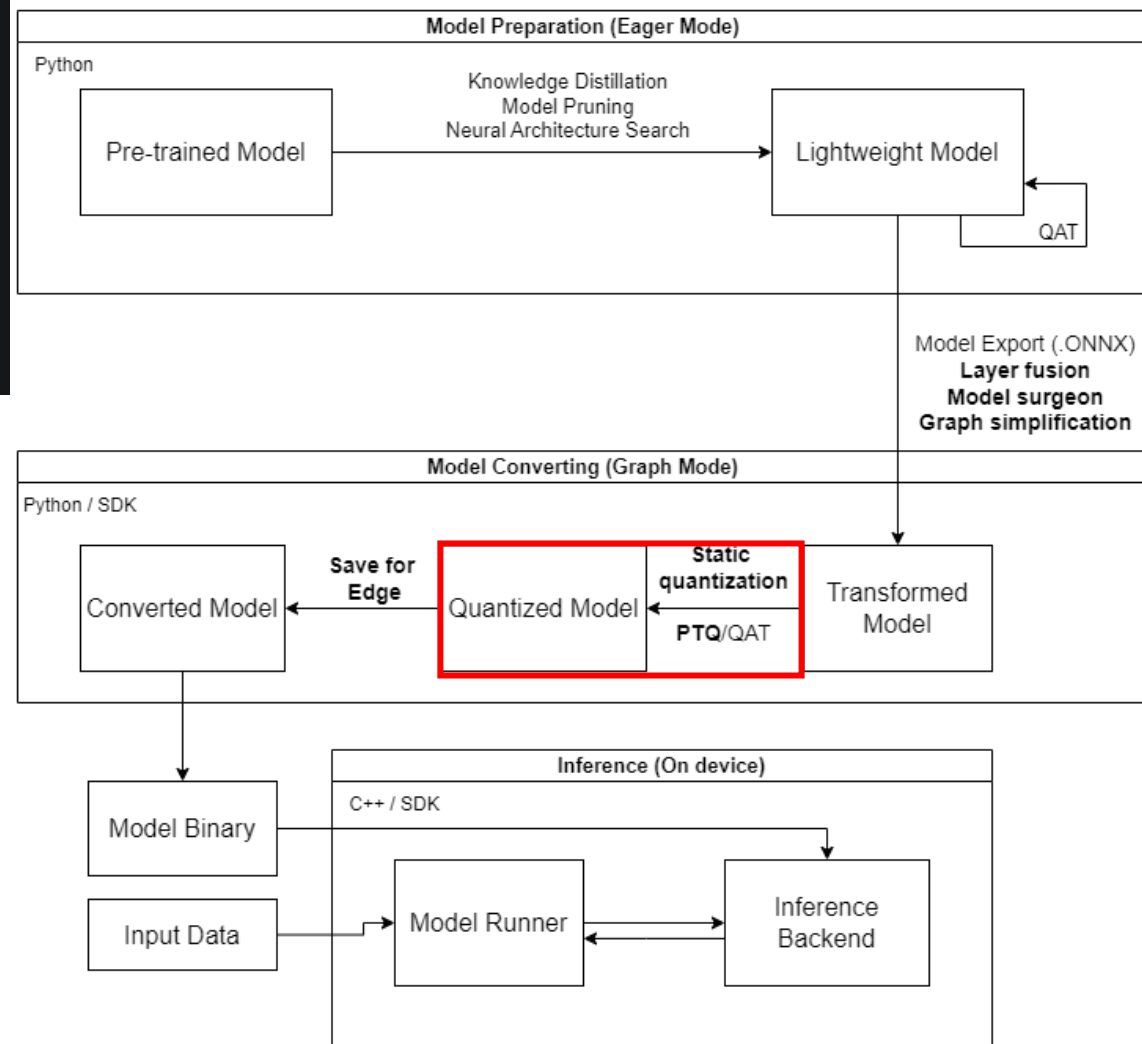 Model Preparation (Eager Mode)
Python
Pre-trained Model
Knowledge Distillation
Model Pruning
Neural Architecture Search
Lightweight Model
QAT
Model Export (.ONNX)
Layer fusion
Model surgeon
Graph simplification
Model Converting (Graph Mode)
Python / SDK
Converted Model
Save for
Edge
Quantized Model
Static
quantization
PTQ/QAT
Transformed
Model
Model Binary
Input Data
Inference (On device)
C++ / SDK
Model Runner
Inference
Backend